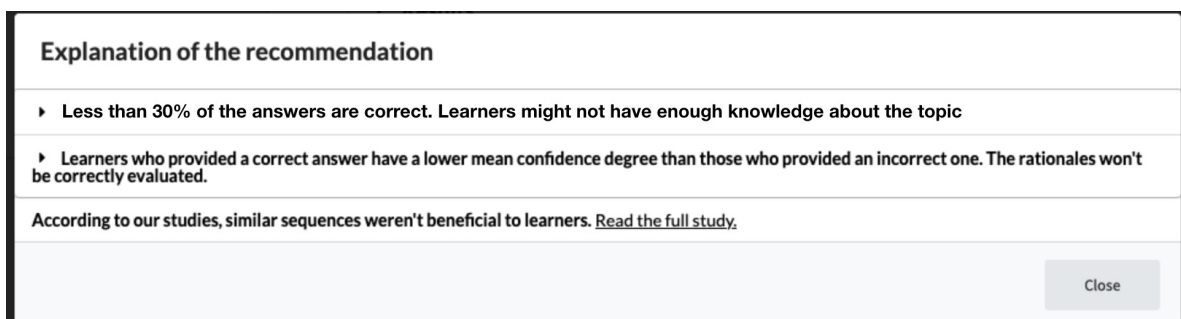 Explanation of the recommendation
Less than 30% of the answers are correct. Learners might not have enough knowledge about the topic
Learners who provided a correct answer have a lower mean confidence degree than those who provided an incorrect one. The rationales won't
be correctly evaluated.
According to our studies, similar sequences weren't beneficial to learners. Read the full study.
Close